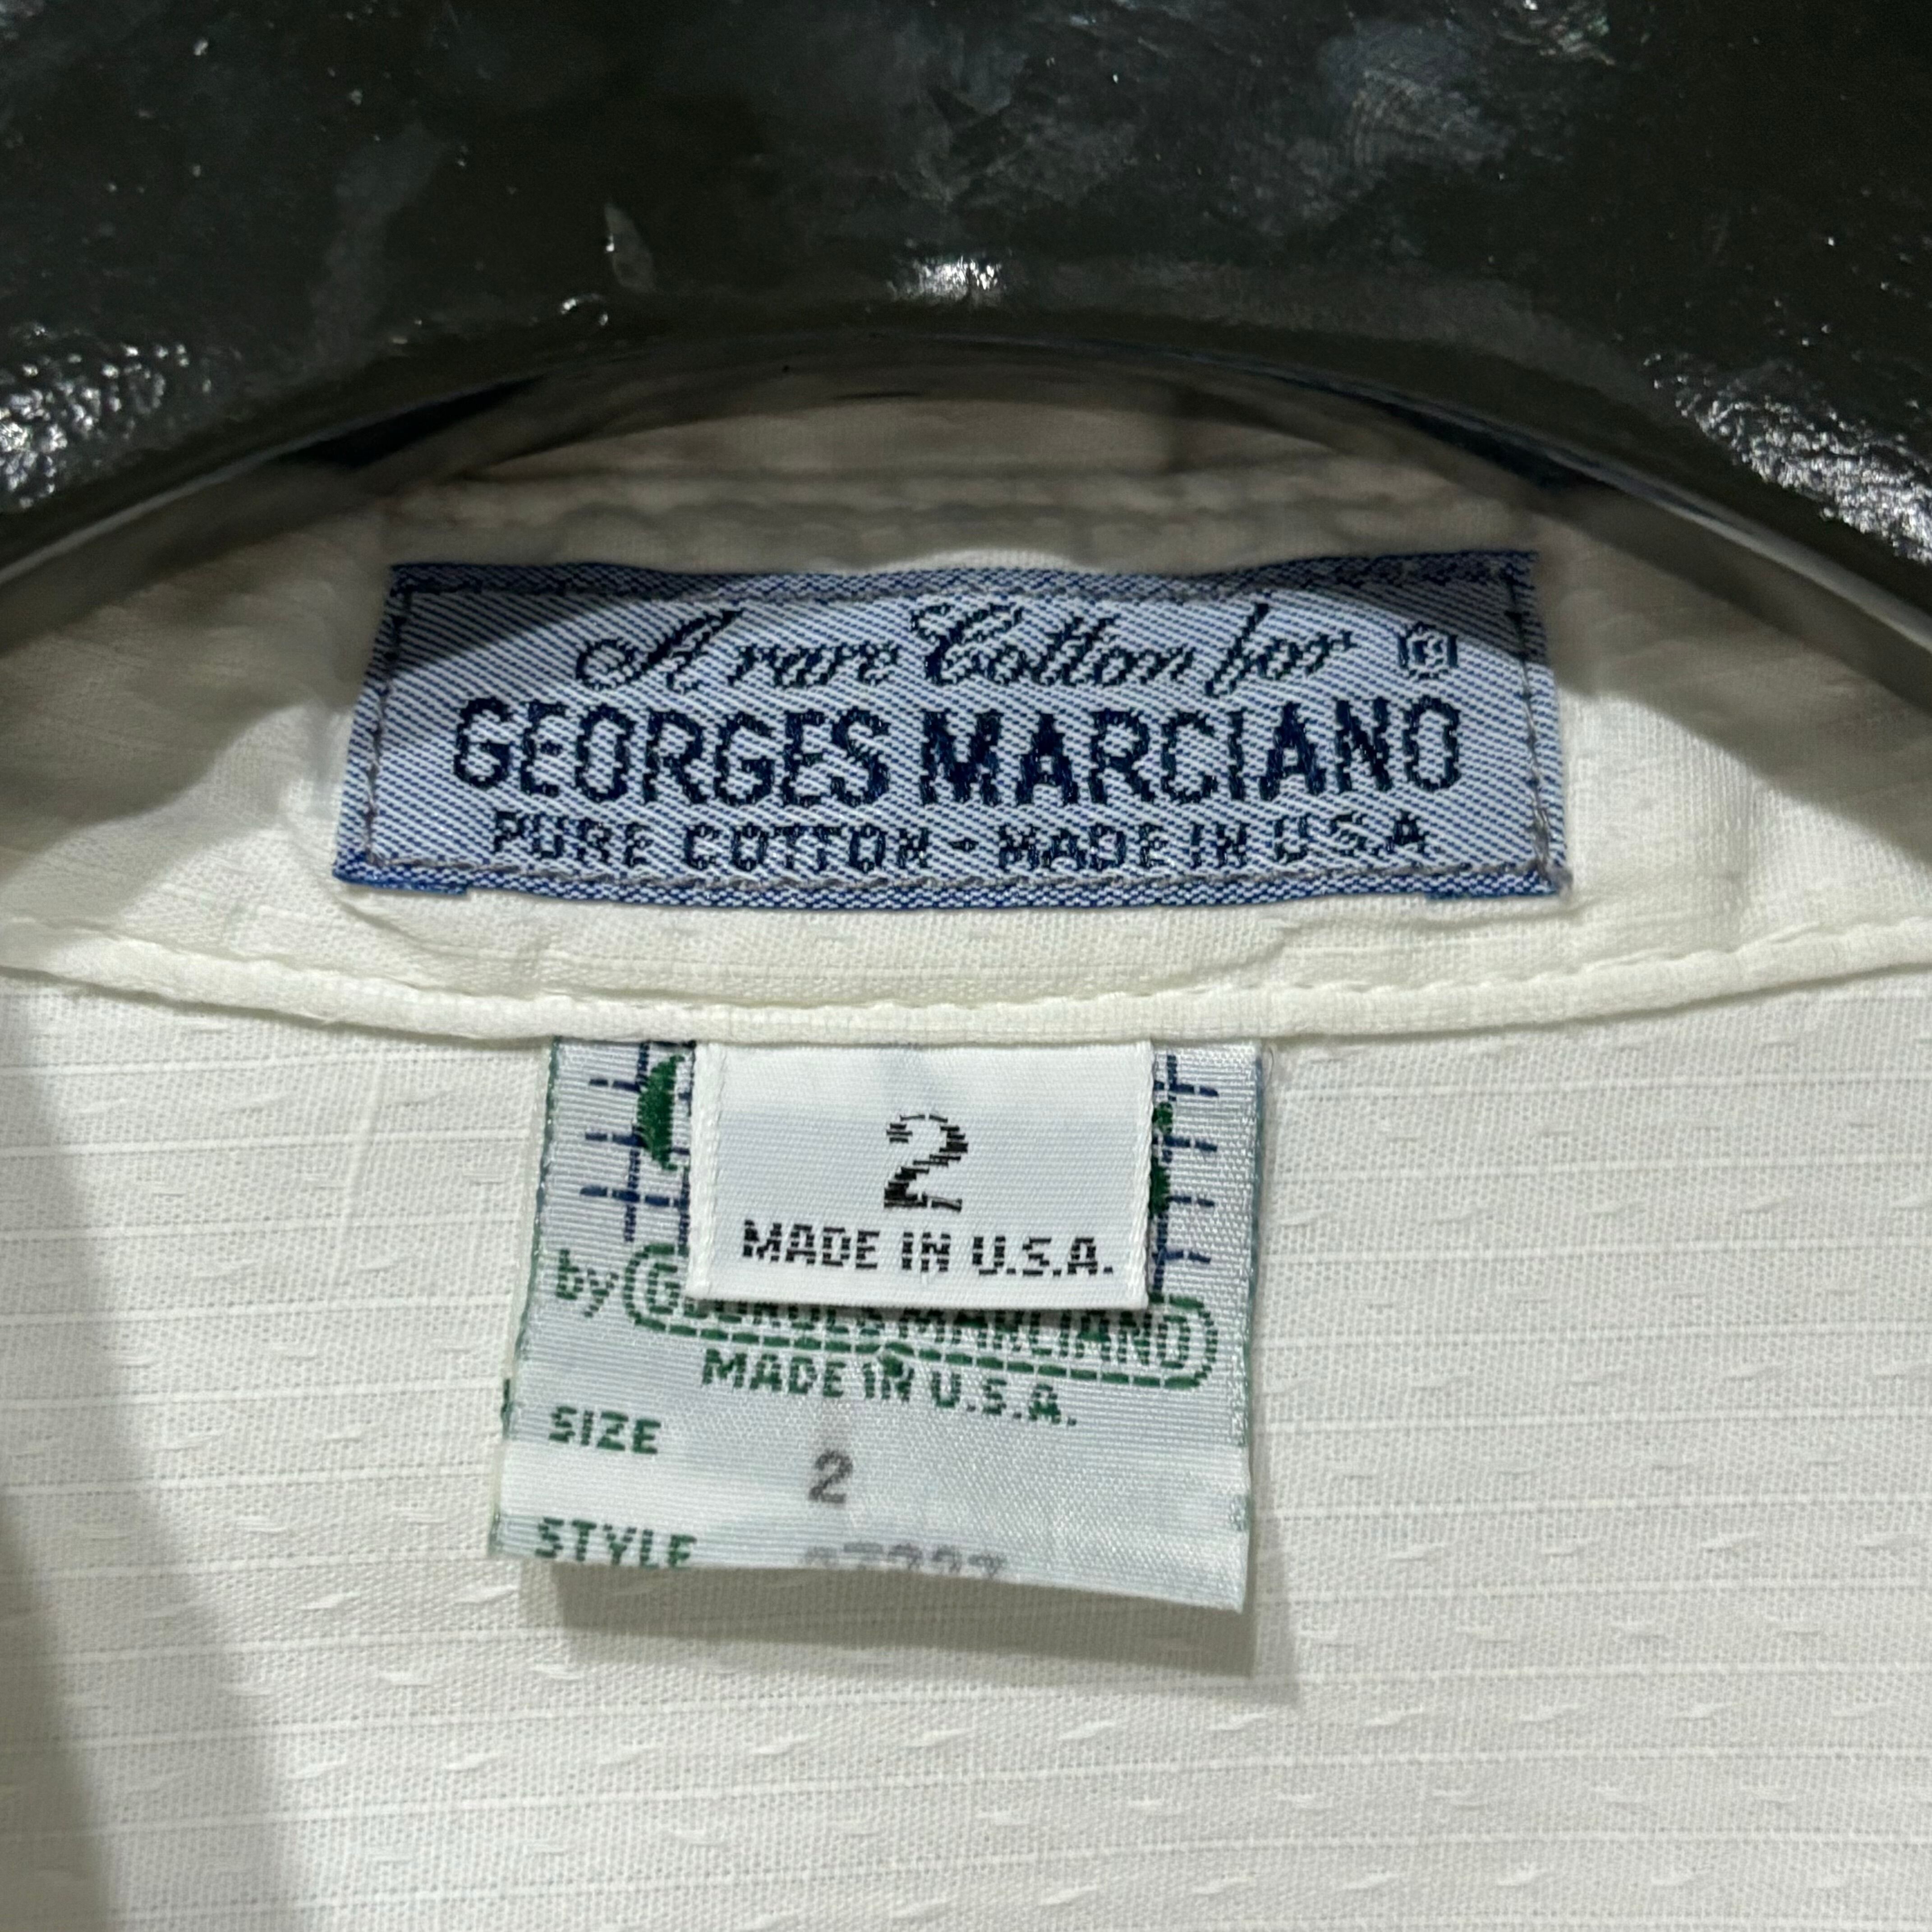 A rare Cotton for ®
GEORGES MARCIANO
PURE COTTON - MADE IN U.S.A
2
MADE IN U.S.A.
by GEORGES MARCIANO
MADE IN U.S.A.
SIZE 2
STYLE